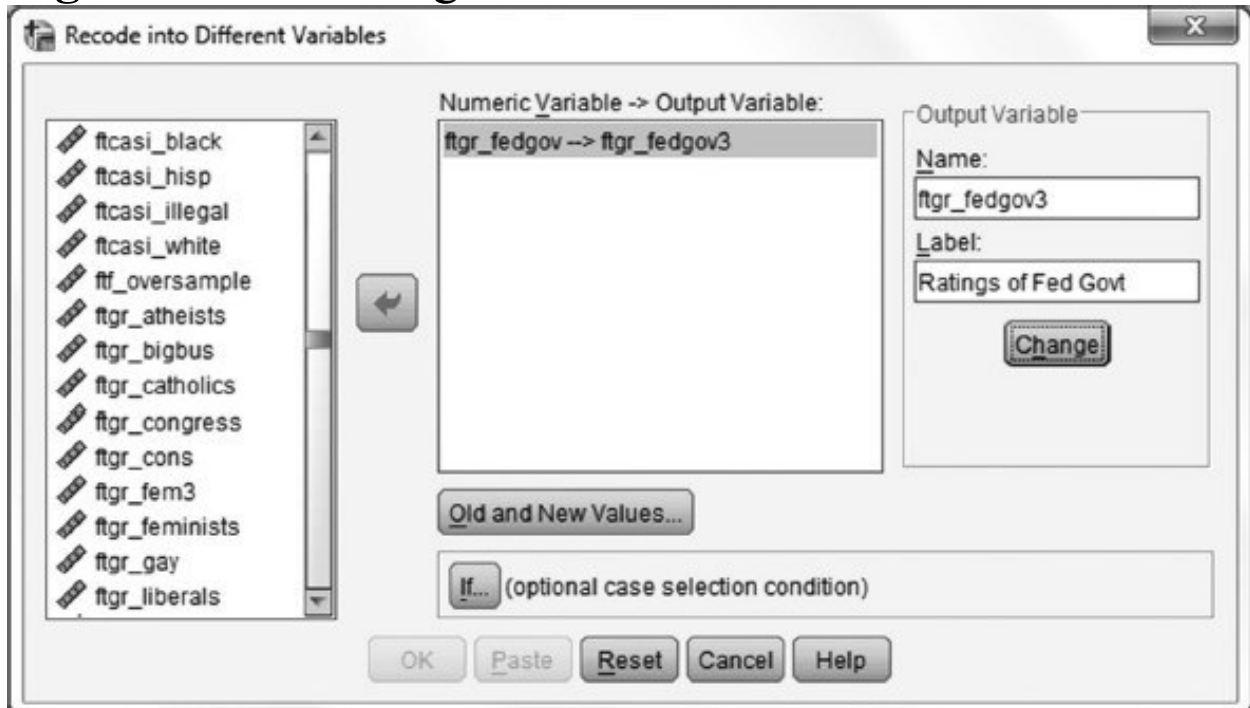 Recode into Different Variables
X
ftcasi_black
ftcasi_hisp
ftcasi_illegal
ftcasi_white
ftf_oversample
ftgr_atheists
ftgr_bigbus
ftgr_catholics
ftgr_congress
ftgr_cons
ftgr_fem3
ftgr_feminists
ftgr_gay
ftgr_liberals
Numeric Variable -> Output Variable:
ftgr_fedgov --> ftgr_fedgov3
Output Variable
Name:
ftgr_fedgov3
Label:
Ratings of Fed Govt
Change
Old and New Values...
If... (optional case selection condition)
OK Paste Reset Cancel Help